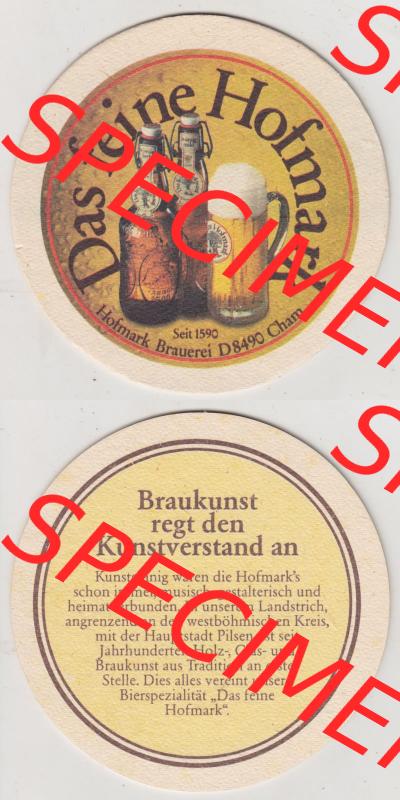 Das feine Hofmark
Seit 1590
Hofmark Brauerei D8490 Cham
SPECIMEN
Braukunst
regt den
Kunstverstand an
Kunstsinnig waren die Hofmark's
schon immer, musisch, gestalterisch und
heimatverbunden. In unserem Landstrich,
angrenzend an den westböhmischen Kreis,
mit der Hauptstadt Pilsen, ist seit
Jahrhunderten Holz-, Glas- und
Braukunst aus Tradition an erster
Stelle. Dies alles vereint unsere
Bierspezialität „Das feine
Hofmark“.
SPECIMEN